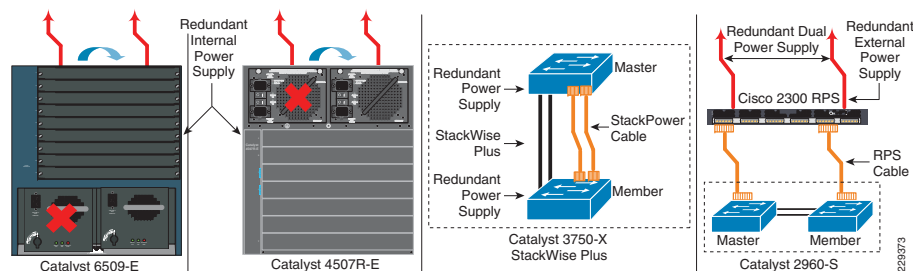 Redundant
Internal
Power
Supply
Catalyst 6509-E
Catalyst 4507R-E
Redundant
Power
Supply
StackWise
Plus
Redundant
Power
Supply
Master
StackPower
Cable
Member
Catalyst 3750-X
StackWise Plus
Redundant Dual
Power Supply
Redundant
External
Power
Supply
Cisco 2300 RPS
RPS
Cable
Master
Member
Catalyst 2960-S
229373